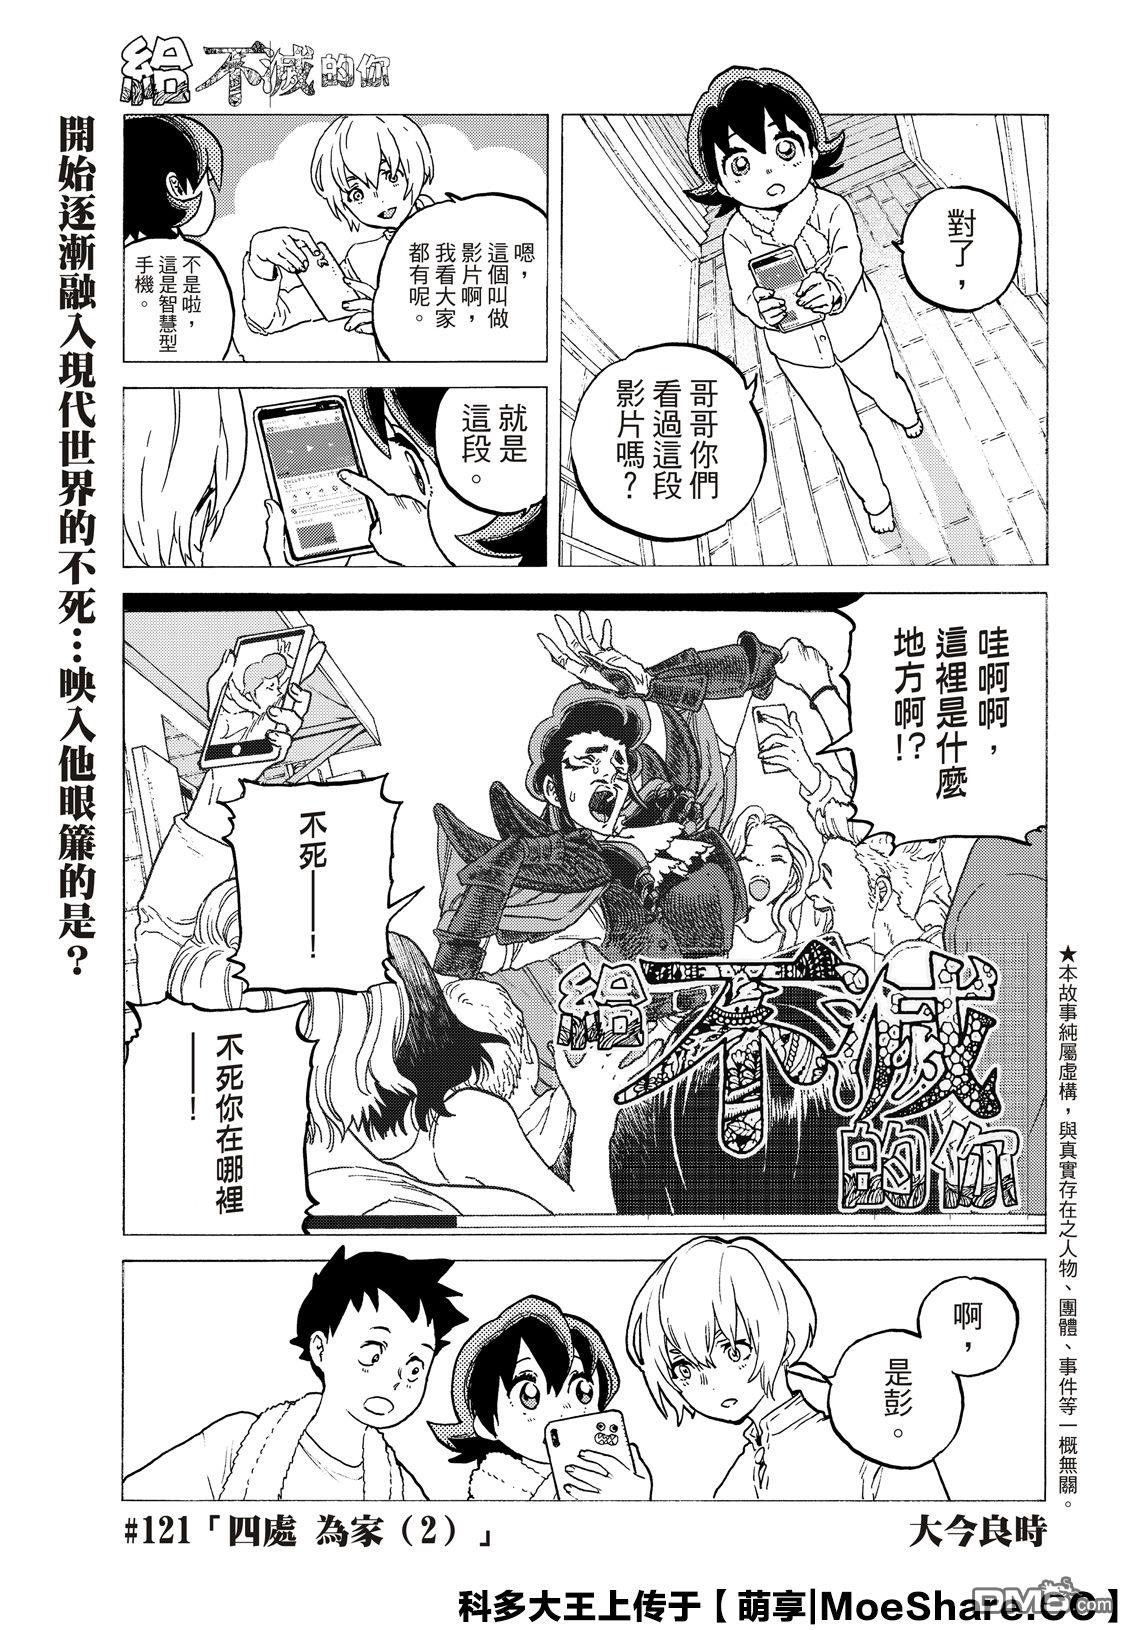 給不滅的你
開始逐漸融入現代世界的不死…映入他眼簾的是？
對了，
哥哥你們
看過這段
影片嗎？
嗯，
這個叫做
影片啊，
我看大家
都有呢。
不是啦，
這是智慧型
手機。
就是
這段。
哇啊啊，
這裡是什麼
地方啊!?
不死——！
不死你在哪裡
——！
給不滅的你
★本故事純屬虛構，與真實存在之人物、團體、事件等一概無關。
啊，
是彭。
#121「四處 為家（2）」
大今良時
科多大王上传于【萌享|MoeShare.CC】